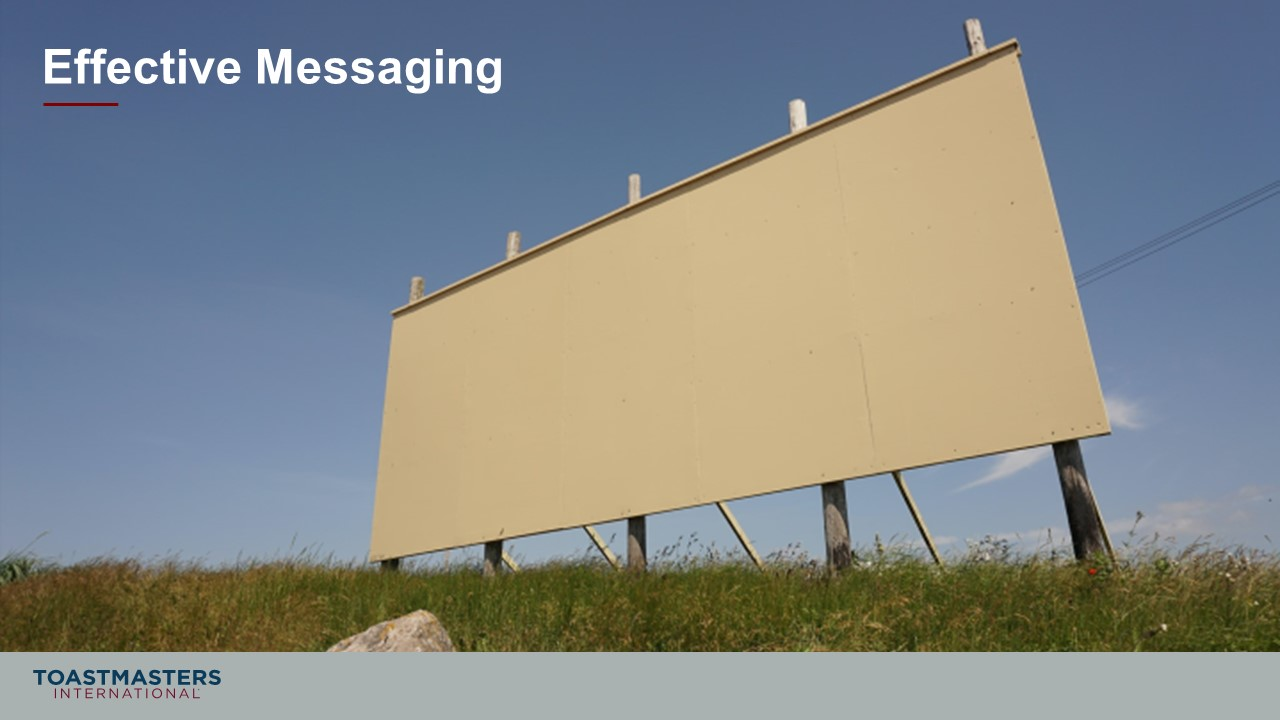 Effective Messaging
TOASTMASTERS
INTERNATIONAL